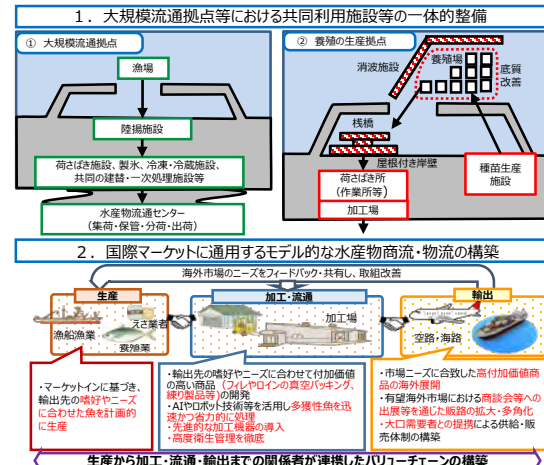 １．大規模流通拠点等における共同利用施設等の一体的整備
① 大規模流通拠点
漁場
陸揚施設
荷さばき施設、製氷、冷凍・冷蔵施設、
共同の建替・一次処理施設等
水産物流通センター
（集荷・保管・分荷・出荷）
② 養殖の生産拠点
消波施設
養殖場
底質
改善
桟橋
屋根付き岸壁
荷さばき所
（作業所等）
加工場
種苗生産
施設
２．国際マーケットに通用するモデル的な水産物商流・物流の構築
海外市場のニーズをフィードバック・共有し、取組改善
生産
漁船漁業
えさ業者
養殖業
加工・流通
加工場
輸出
空路・海路
・マーケットインに基づき、
輸出先の嗜好やニーズ
に合わせた魚を計画的
に生産
・輸出先の嗜好やニーズに合わせて付加価値
の高い商品（フィレやロインの真空パッキング、
練り製品等）の開発
・AIやロボット技術等を活用し多獲性魚を迅
速かつ省力的に処理
・先進的な加工機器の導入
・高度衛生管理を徹底
・市場ニーズに合致した高付加価値商
品の海外展開
・有望海外市場における商談会等への
出展等を通じた販路の拡大・多角化
・大口需要者との提携による供給・販
売体制の構築
生産から加工・流通・輸出までの関係者が連携したバリューチェーンの構築